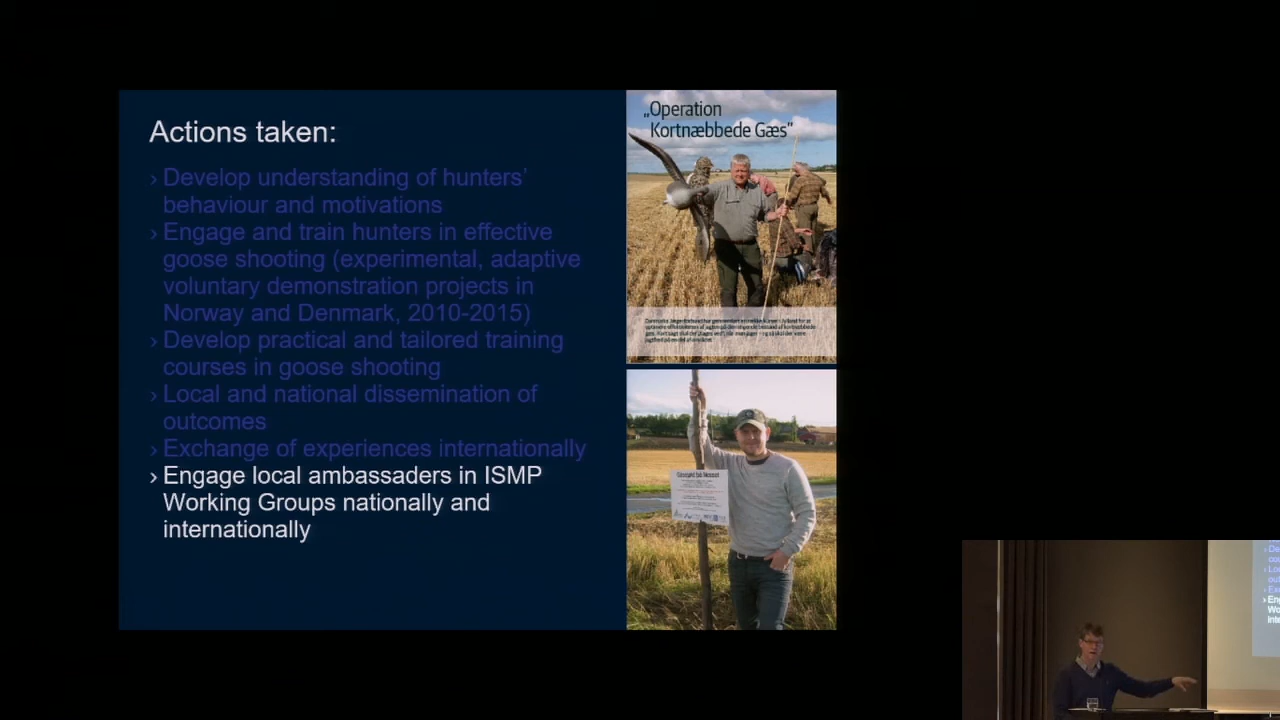 Actions taken:
› Develop understanding of hunters'
behaviour and motivations
› Engage and train hunters in effective
goose shooting (experimental, adaptive
voluntary demonstration projects in
Norway and Denmark, 2010-2015)
› Develop practical and tailored training
courses in goose shooting
› Local and national dissemination of
outcomes
› Exchange of experiences internationally
› Engage local ambassaders in ISMP
Working Groups nationally and
internationally
„Operation
Kortnæbbede Gæs"